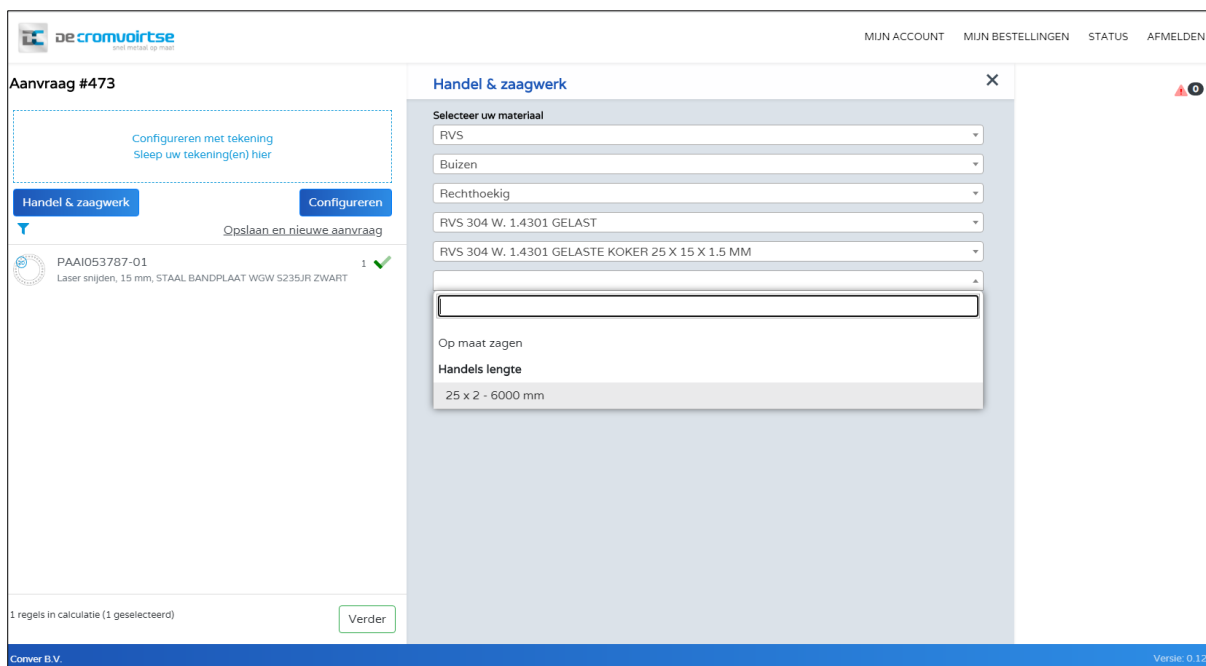 De cromvoirtse
snel metaal op maat
MIJN ACCOUNT MIJN BESTELLINGEN STATUS AFMELDEN
Aanvraag #473
Configureren met tekening
Sleep uw tekening(en) hier
Handel & zaagwerk
Configureren
Opslaan en nieuwe aanvraag
PAAI053787-01
1
Laser snijden, 15 mm, STAAL BANDPLAAT WGW S235JR ZWART
1 regels in calculatie (1 geselecteerd)
Verder
Handel & zaagwerk
Selecteer uw materiaal
RVS
Buizen
Rechthoekig
RVS 304 W. 1.4301 GELAST
RVS 304 W. 1.4301 GELASTE KOKER 25 X 15 X 1.5 MM
Op maat zagen
Handels lengte
25 x 2 - 6000 mm
0
Conver B.V.
Versie: 0.12